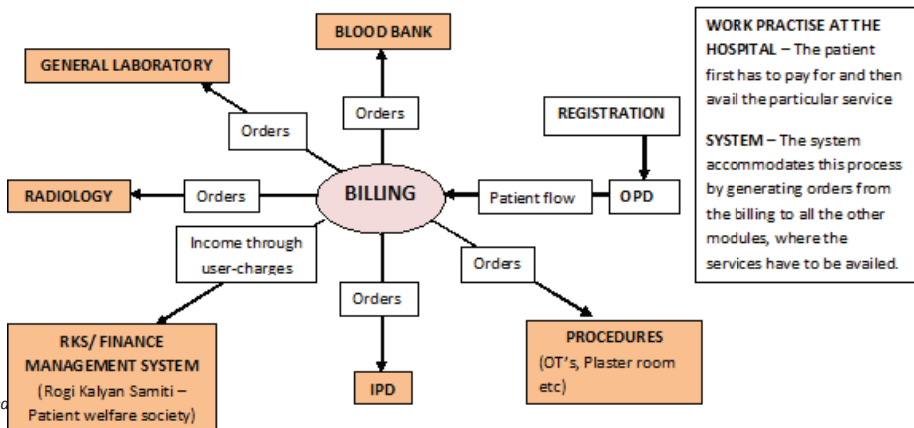 BLOOD BANK
GENERAL LABORATORY
Orders
Orders
REGISTRATION
RADIOLOGY
Orders
BILLING
Patient flow
OPD
Income through
user-charges
Orders
Orders
RKS/ FINANCE
MANAGEMENT SYSTEM
(Rogi Kalyan Samiti –
Patient welfare society)
IPD
PROCEDURES
(OT's, Plaster room
etc)
WORK PRACTISE AT THE
HOSPITAL – The patient
first has to pay for and then
avail the particular service
SYSTEM – The system
accommodates this process
by generating orders from
the billing to all the other
modules, where the
services have to be availed.